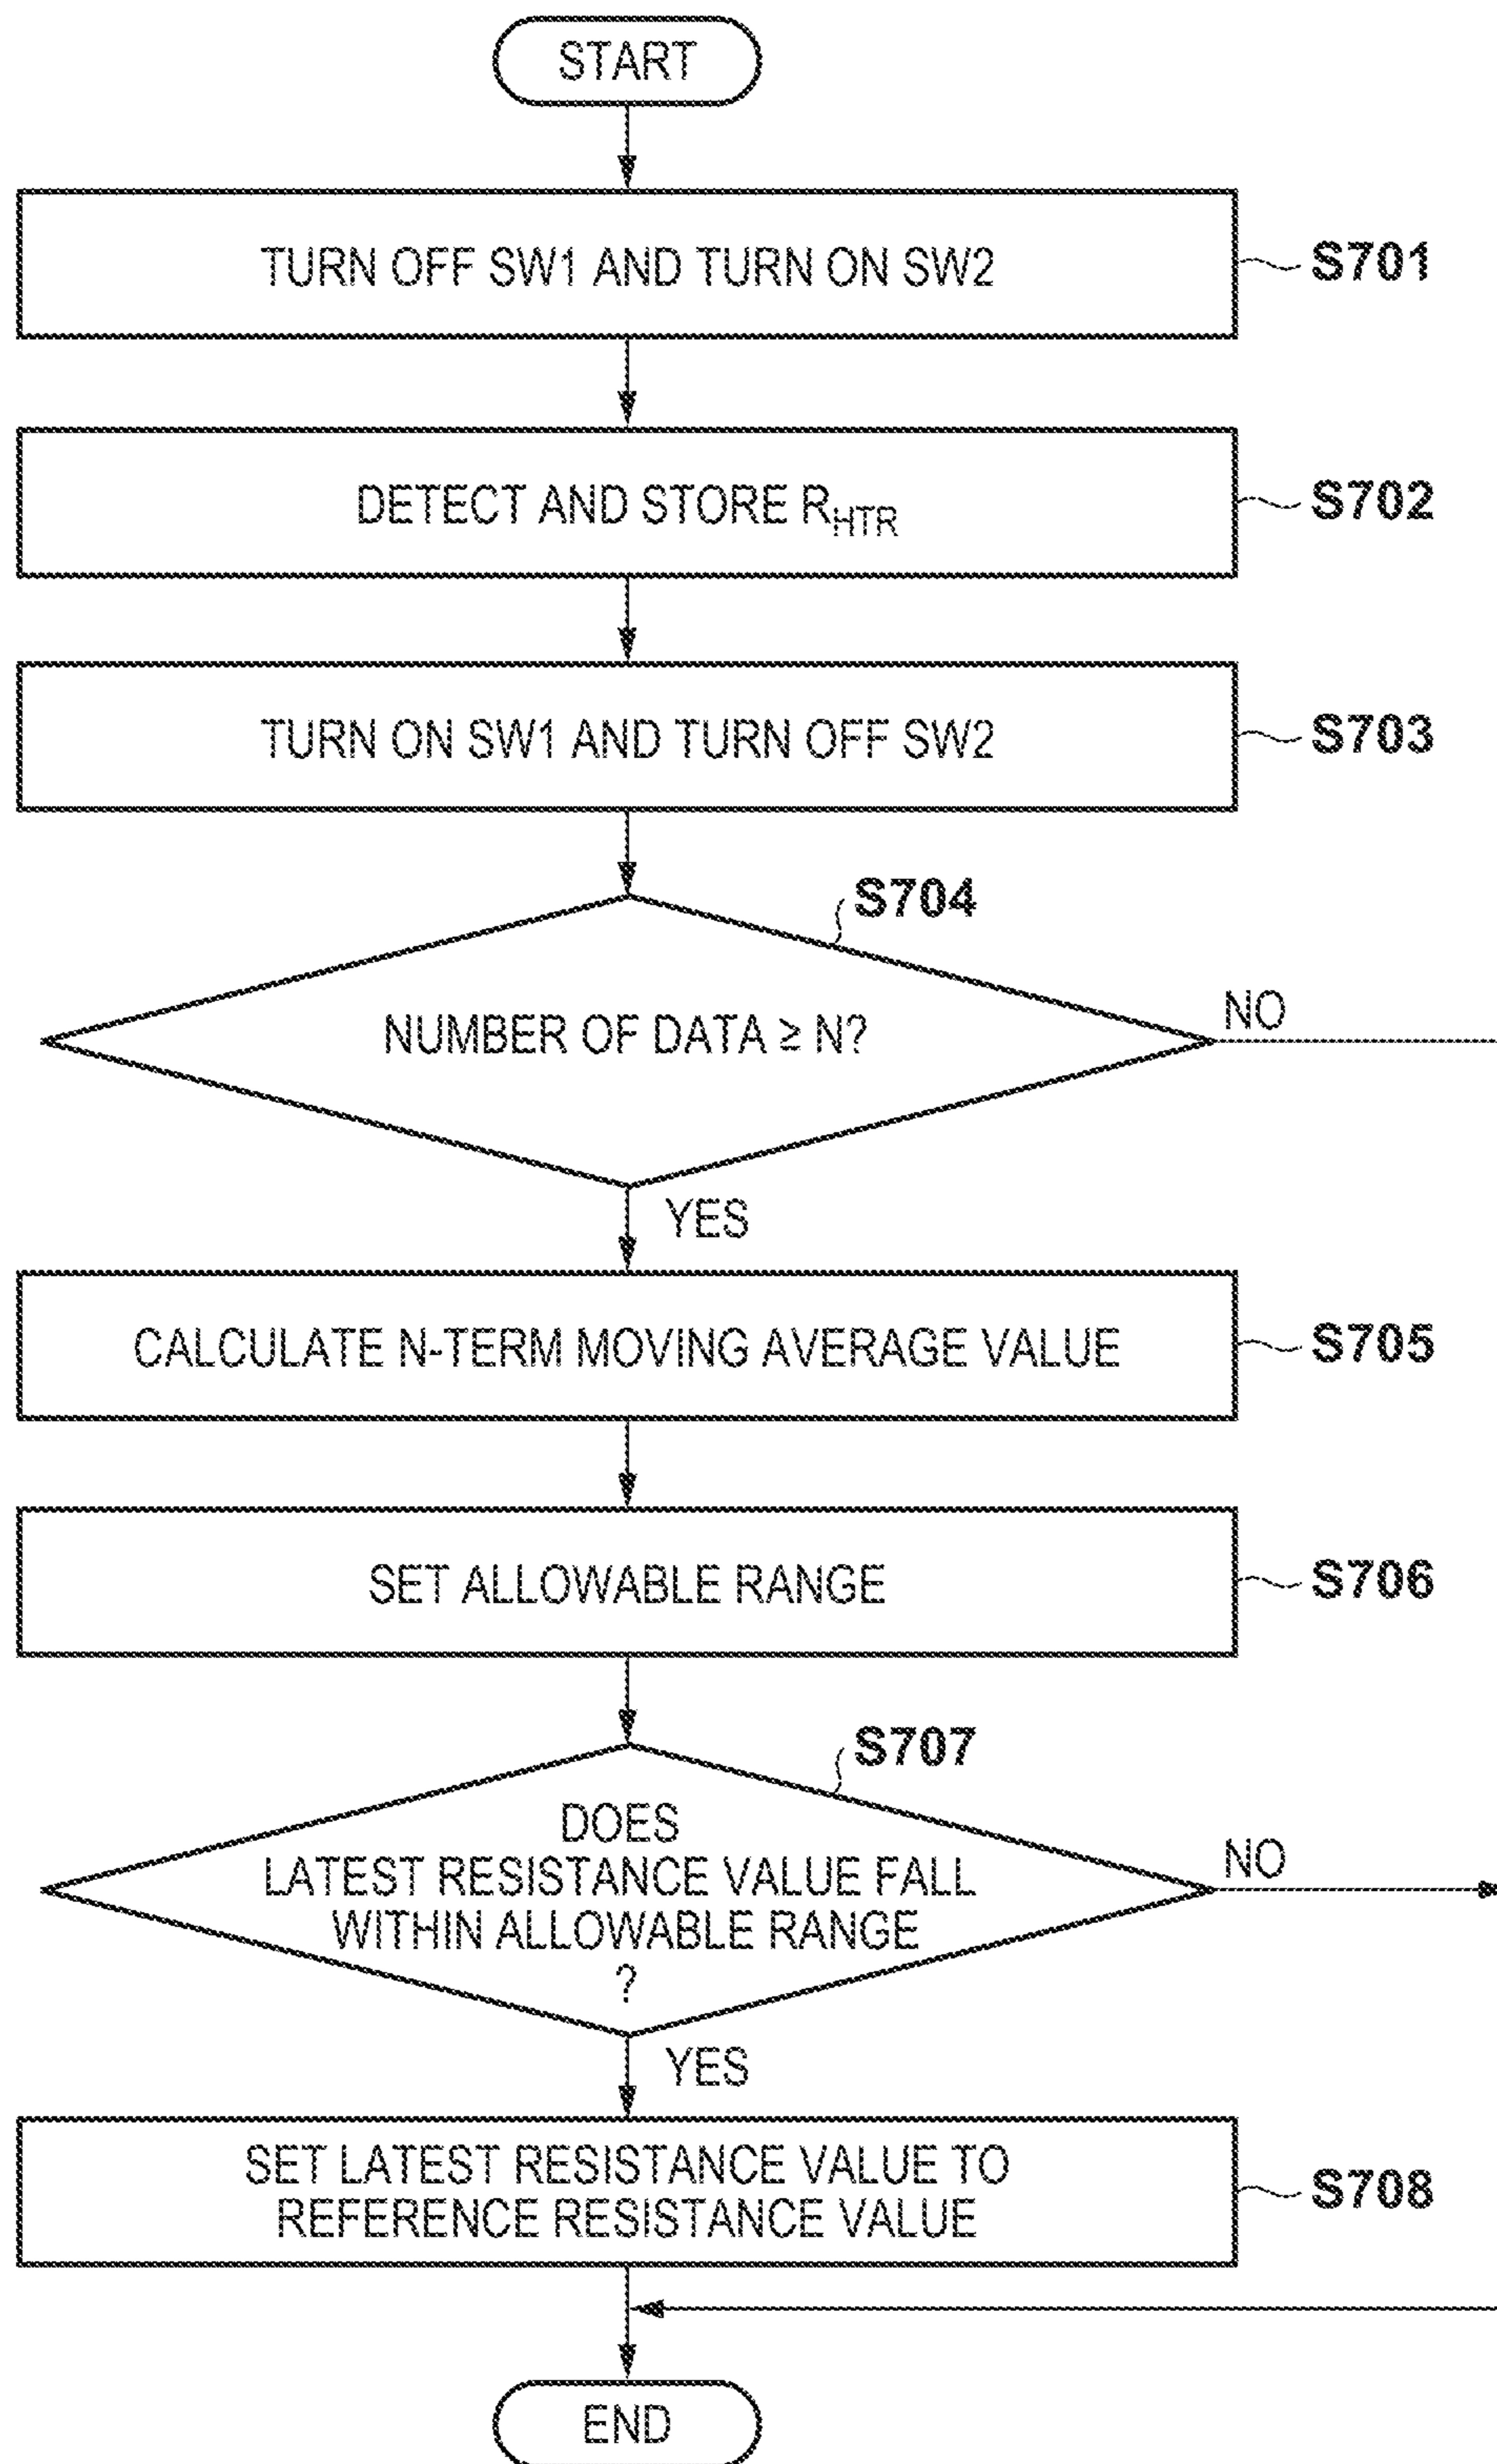 START
TURN OFF SW1 AND TURN ON SW2
S701
DETECT AND STORE RHTR
S702
TURN ON SW1 AND TURN OFF SW2
S703
S704
NUMBER OF DATA ≥ N?
NO
YES
CALCULATE N-TERM MOVING AVERAGE VALUE
S705
SET ALLOWABLE RANGE
S706
S707
DOES
LATEST RESISTANCE VALUE FALL
WITHIN ALLOWABLE RANGE
?
NO
YES
SET LATEST RESISTANCE VALUE TO
REFERENCE RESISTANCE VALUE
S708
END